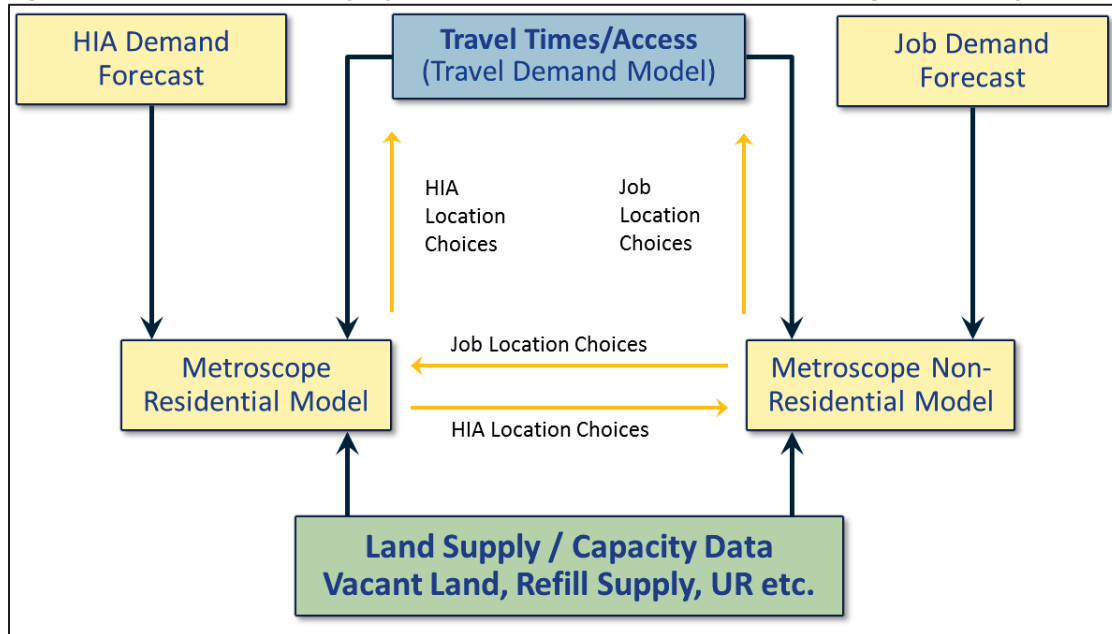 HIA Demand
Forecast
Travel Times/Access
(Travel Demand Model)
Job Demand
Forecast
HIA
Location
Choices
Job
Location
Choices
Metroscope
Residential Model
Job Location Choices
HIA Location Choices
Metroscope Non-
Residential Model
Land Supply / Capacity Data
Vacant Land, Refill Supply, UR etc.